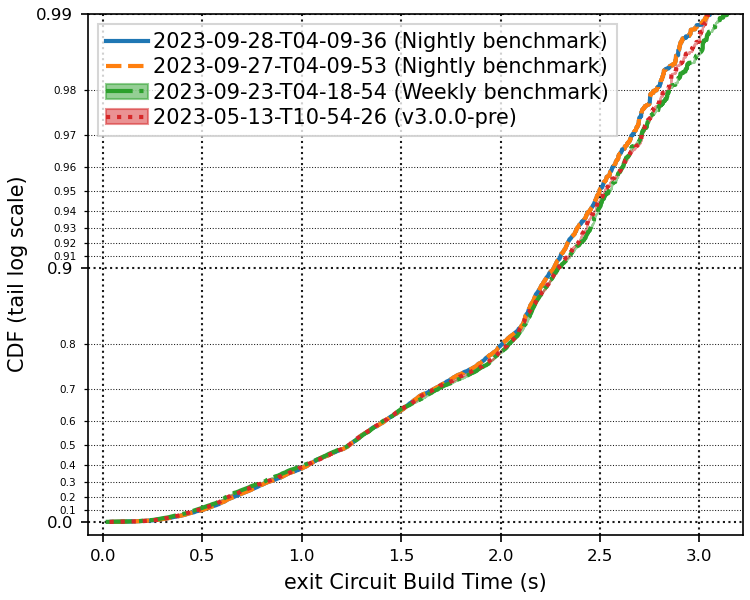 0.99
0.98
0.97
0.96
0.95
0.94
0.93
0.92
0.91
0.9
0.8
0.7
0.6
0.5
0.4
0.3
0.2
0.1
0.0
CDF (tail log scale)
2023-09-28-T04-09-36 (Nightly benchmark)
2023-09-27-T04-09-53 (Nightly benchmark)
2023-09-23-T04-18-54 (Weekly benchmark)
2023-05-13-T10-54-26 (v3.0.0-pre)
0.0 0.5 1.0 1.5 2.0 2.5 3.0
exit Circuit Build Time (s)